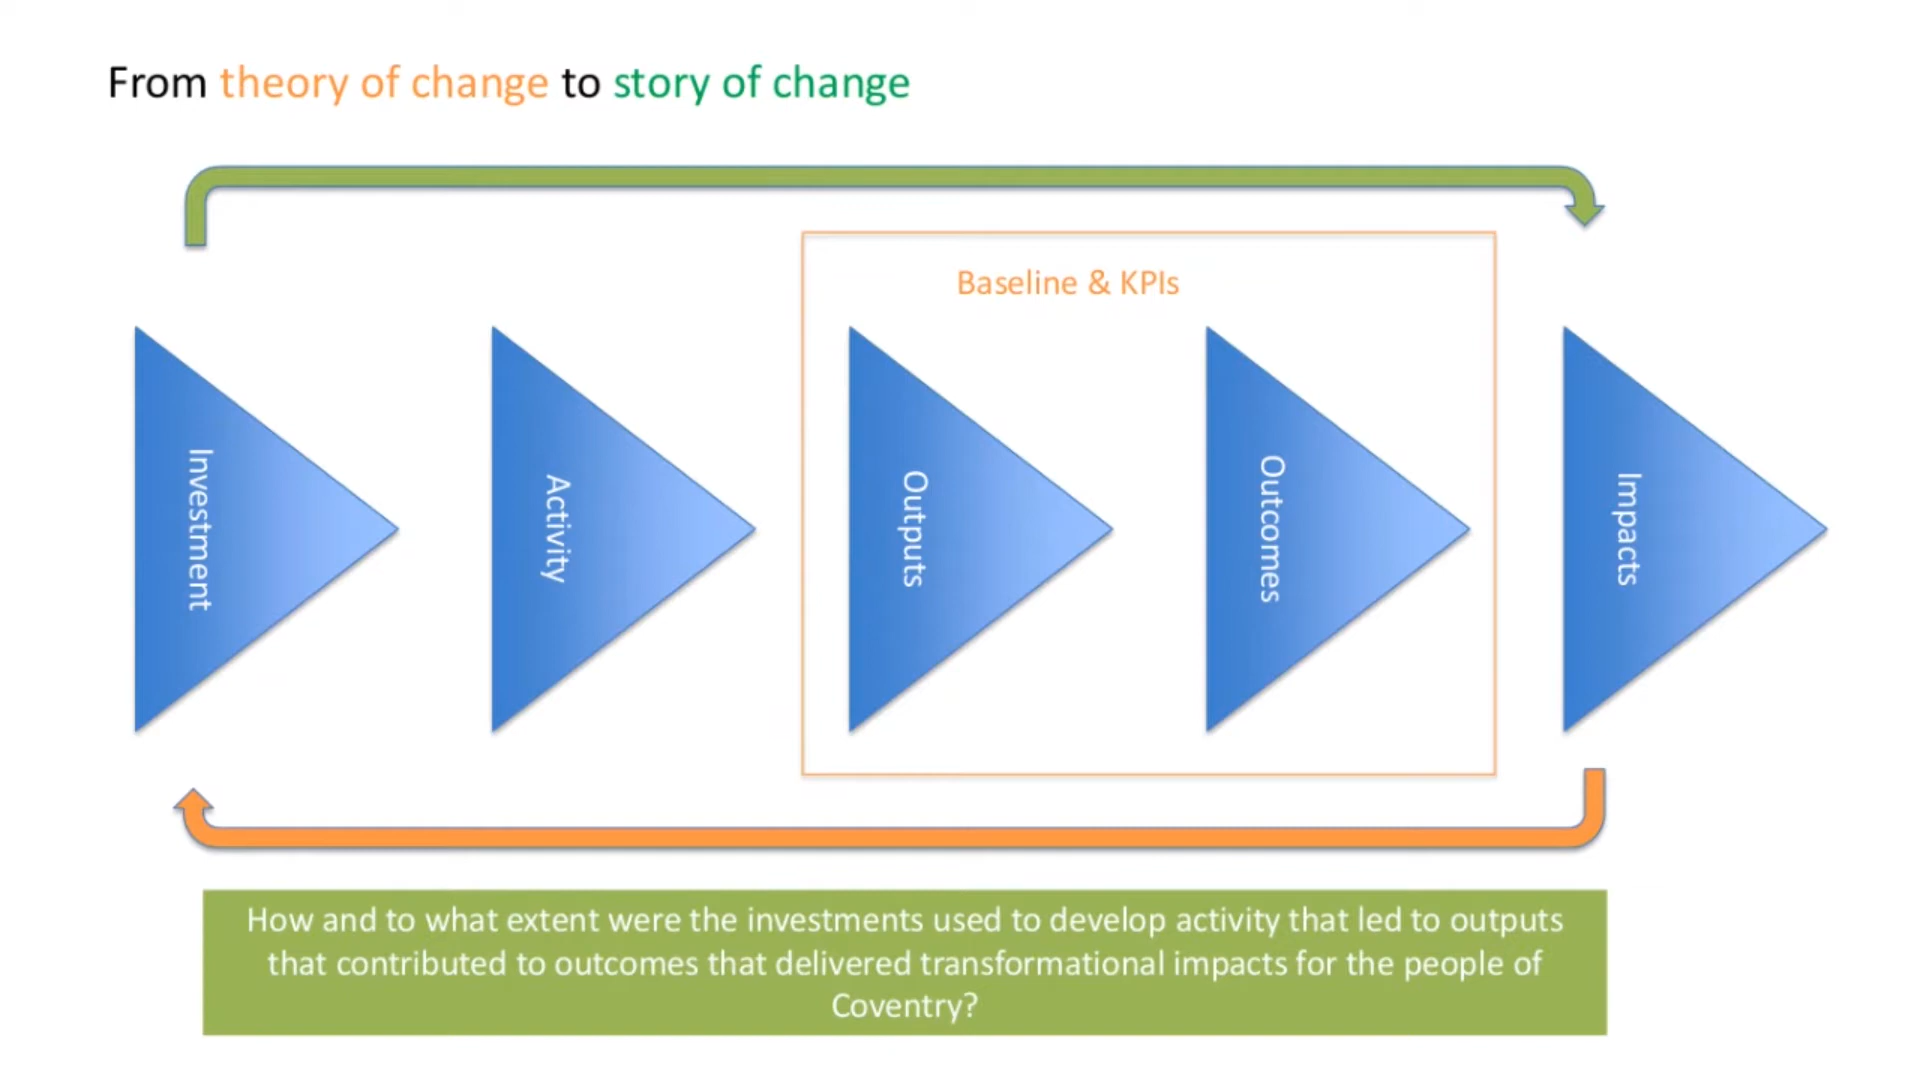 From theory of change to story of change
Baseline & KPIs
Investment
Activity
Outputs
Outcomes
Impacts
How and to what extent were the investments used to develop activity that led to outputs
that contributed to outcomes that delivered transformational impacts for the people of
Coventry?